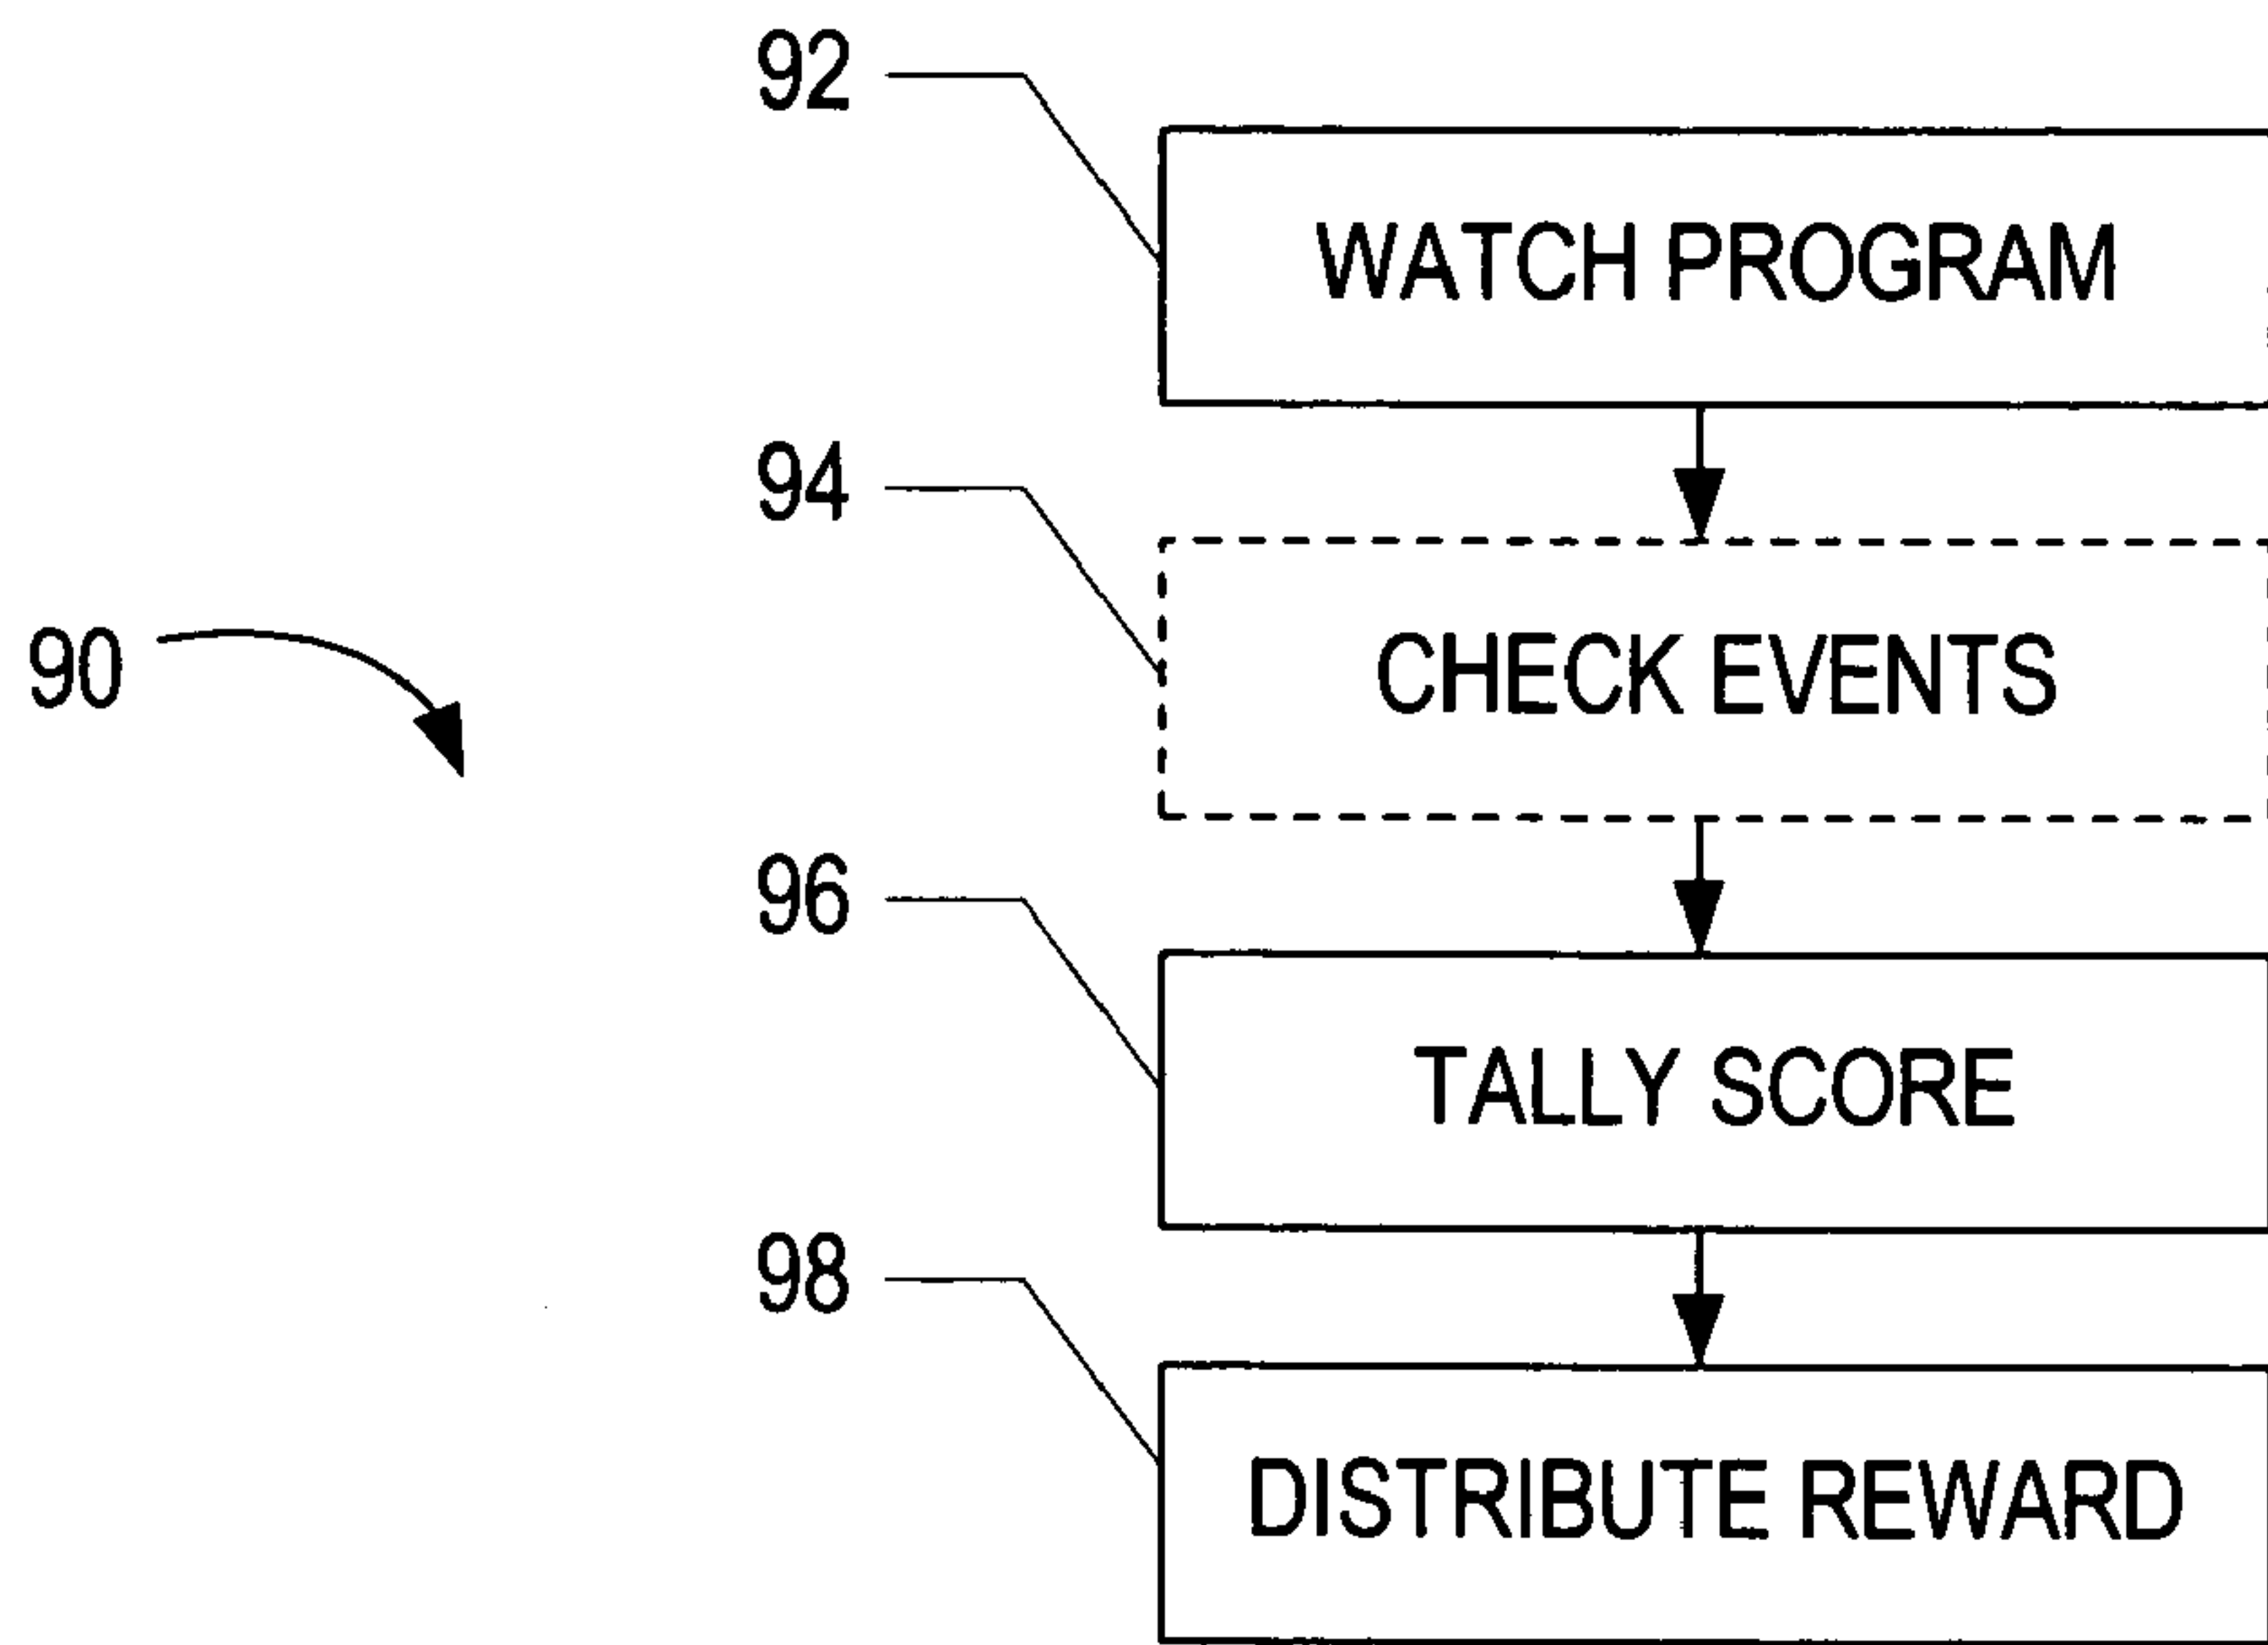 92
WATCH PROGRAM
94
CHECK EVENTS
90
96
TALLY SCORE
98
DISTRIBUTE REWARD